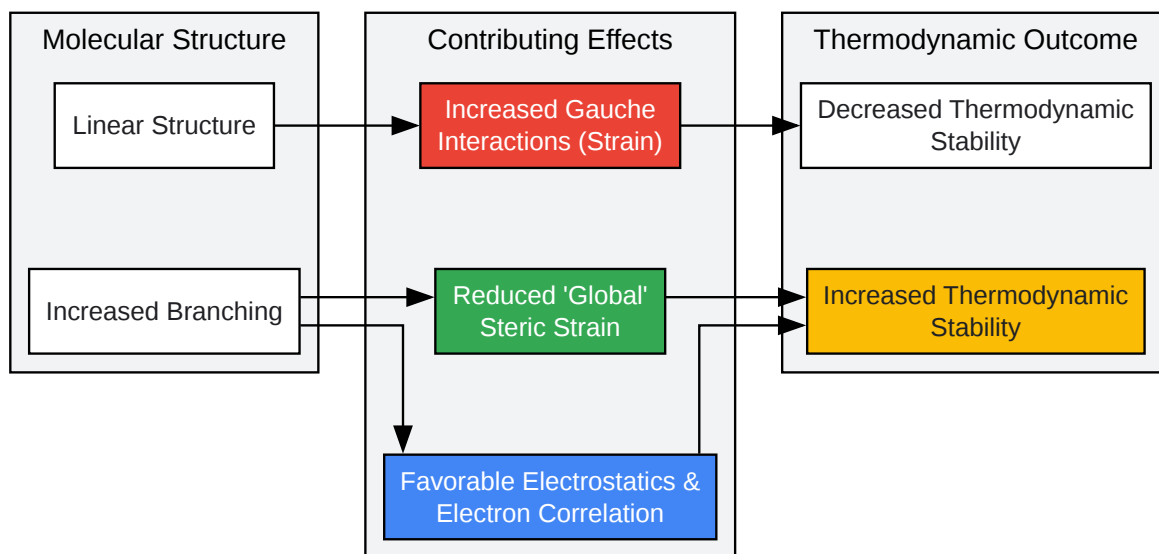 Molecular Structure
Contributing Effects
Thermodynamic Outcome
Linear Structure
Increased Gauche
Interactions (Strain)
Decreased Thermodynamic
Stability
Increased Branching
Reduced 'Global'
Steric Strain
Increased Thermodynamic
Stability
Favorable Electrostatics &
Electron Correlation